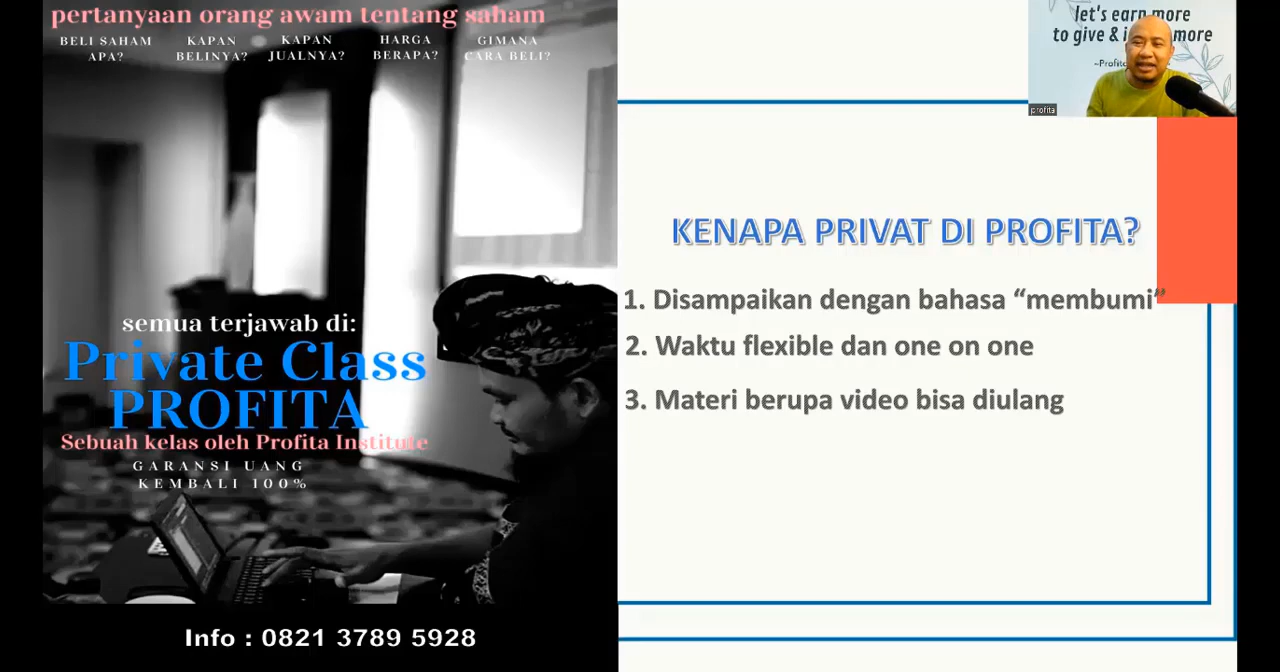 pertanyaan orang awam tentang saham
BELI SAHAM APA?
KAPAN BELINYA?
KAPAN JUALNYA?
HARGA BERAPA?
GIMANA CARA BELI?
semua terjawab di:
Private Class
PROFITA
Sebuah kelas oleh Profita Institute
GARANSI UANG
KEMBALI 100%
Info : 0821 3789 5928
let's earn more
to give & more
~Profita
profita
KENAPA PRIVAT DI PROFITA?
1. Disampaikan dengan bahasa “membumi”
2. Waktu flexible dan one on one
3. Materi berupa video bisa diulang